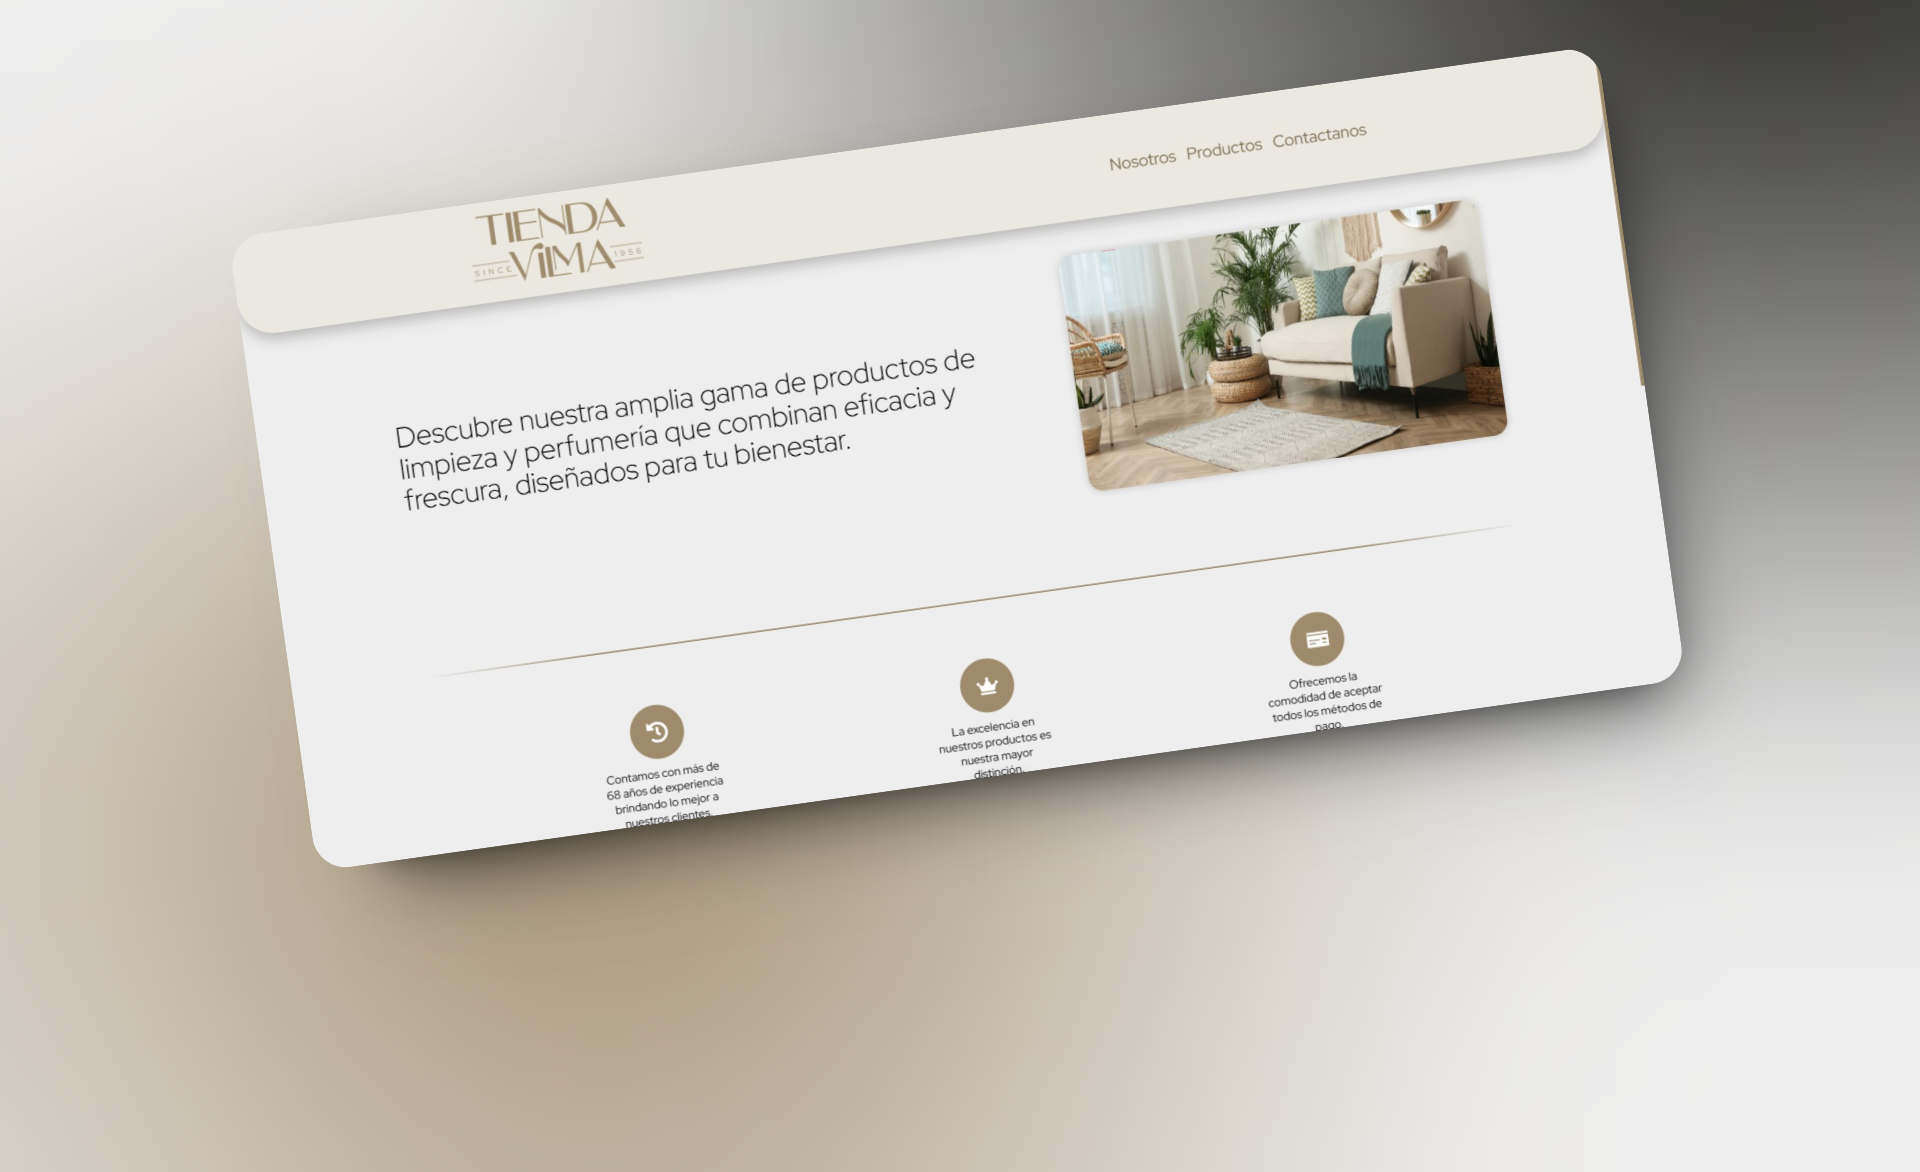 TIENDA
SINCE VILMA 1956
Nosotros Productos Contactanos
Descubre nuestra amplia gama de productos de
limpieza y perfumería que combinan eficacia y
frescura, diseñados para tu bienestar.
Contamos con más de
68 años de experiencia
brindando lo mejor a
nuestros clientes.
La excelencia en
nuestros productos es
nuestra mayor
distinción.
Ofrecemos la
comodidad de aceptar
todos los métodos de
pago.